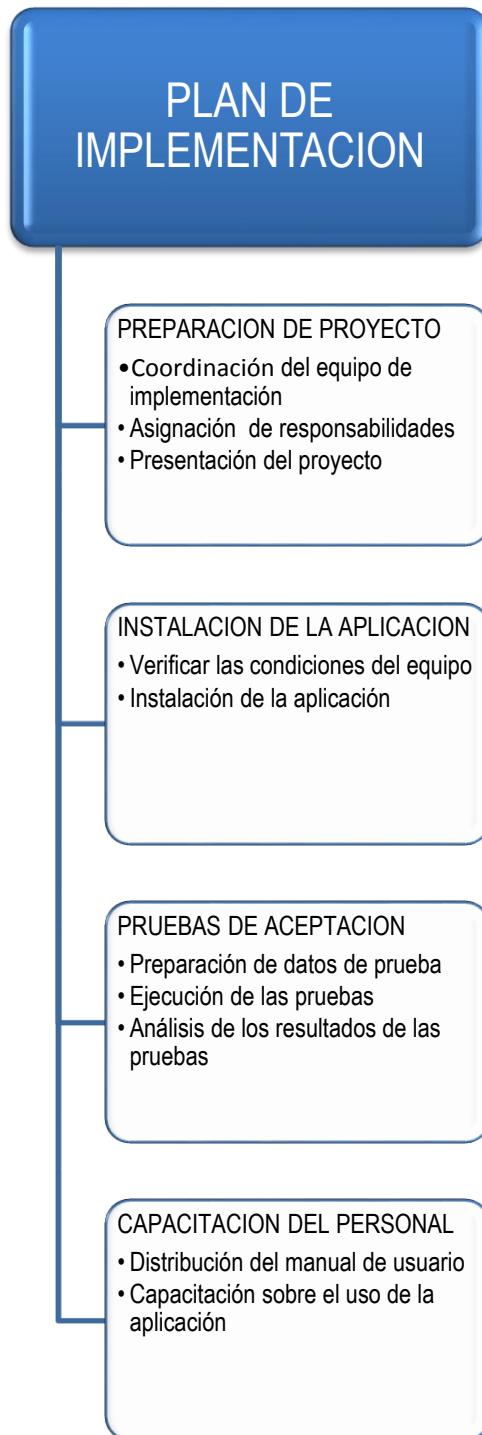 PLAN DE
IMPLEMENTACION
PREPARACION DE PROYECTO
•Coordinación del equipo de
implementación
• Asignación de responsabilidades
• Presentación del proyecto
INSTALACION DE LA APLICACION
• Verificar las condiciones del equipo
• Instalación de la aplicación
PRUEBAS DE ACEPTACION
• Preparación de datos de prueba
• Ejecución de las pruebas
• Análisis de los resultados de las
pruebas
CAPACITACION DEL PERSONAL
• Distribución del manual de usuario
• Capacitación sobre el uso de la
aplicación